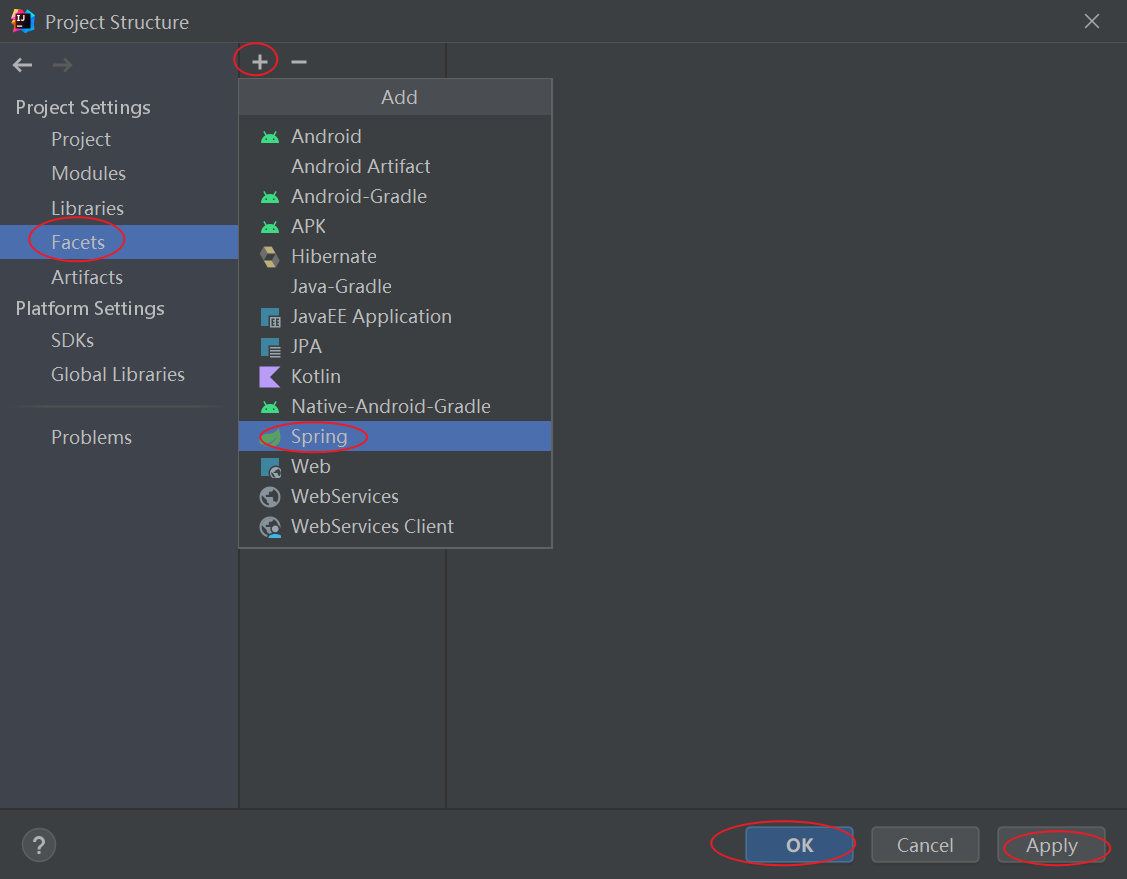 Project Structure
Project Settings
Project
Modules
Libraries
Facets
Artifacts
Platform Settings
SDKs
Global Libraries
Problems
Add
Android
Android Artifact
Android-Gradle
APK
Hibernate
Java-Gradle
JavaEE Application
JPA
Kotlin
Native-Android-Gradle
Spring
Web
WebServices
WebServices Client
?
OK
Cancel
Apply